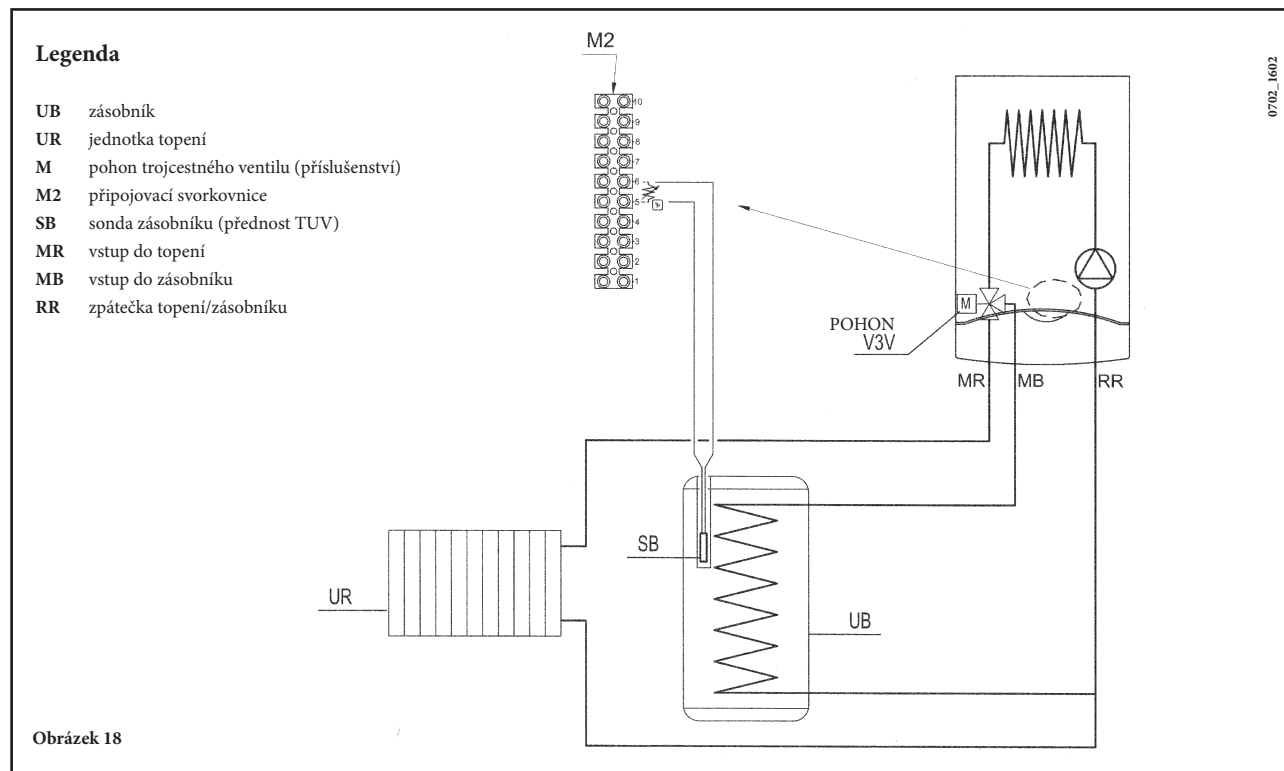 Legenda
UB zásobník
UR jednotka topení
M pohon trojcestného ventilu (příslušenství)
M2 připojovací svorkovnice
SB sonda zásobníku (přednost TUV)
MR vstup do topení
MB vstup do zásobníku
RR zpátečka topení/zásobníku
M2
10
9
8
7
6
5
4
3
2
1
0702_1602
M
POHON
V3V
MR MB RR
SB
UR
UB
Obrázek 18